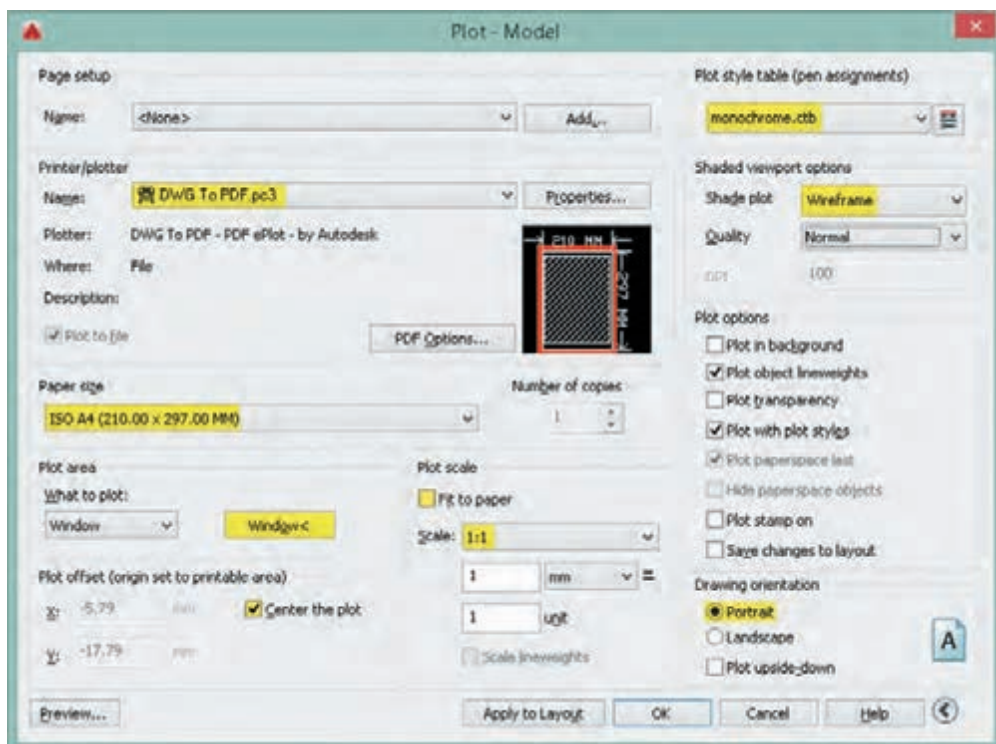 Plot - Model
Page setup
Name: <None> Add...
Printer/plotter
Name: DWG To PDF.pc3 Properties...
Plotter: DWG To PDF - PDF ePlot - by Autodesk
Where: File
Description:
Plot to file
PDF Options...
210 MM
297 MM
Paper size
ISO A4 (210.00 x 297.00 MM)
Number of copies
1
Plot area
What to plot:
Window Window<
Plot offset (origin set to printable area)
X: -5.79 mm Center the plot
Y: -17.79 mm
Plot scale
Fit to paper
Scale: 1:1
1 mm =
1 unit
Scale lineweights
Plot style table (pen assignments)
monochrome.ctb
Shaded viewport options
Shade plot Wireframe
Quality Normal
DPI 100
Plot options
Plot in background
Plot object lineweights
Plot transparency
Plot with plot styles
Plot paperspace last
Hide paperspace objects
Plot stamp on
Save changes to layout
Drawing orientation
Portrait
Landscape
Plot upside-down
A
Preview... Apply to Layout OK Cancel Help